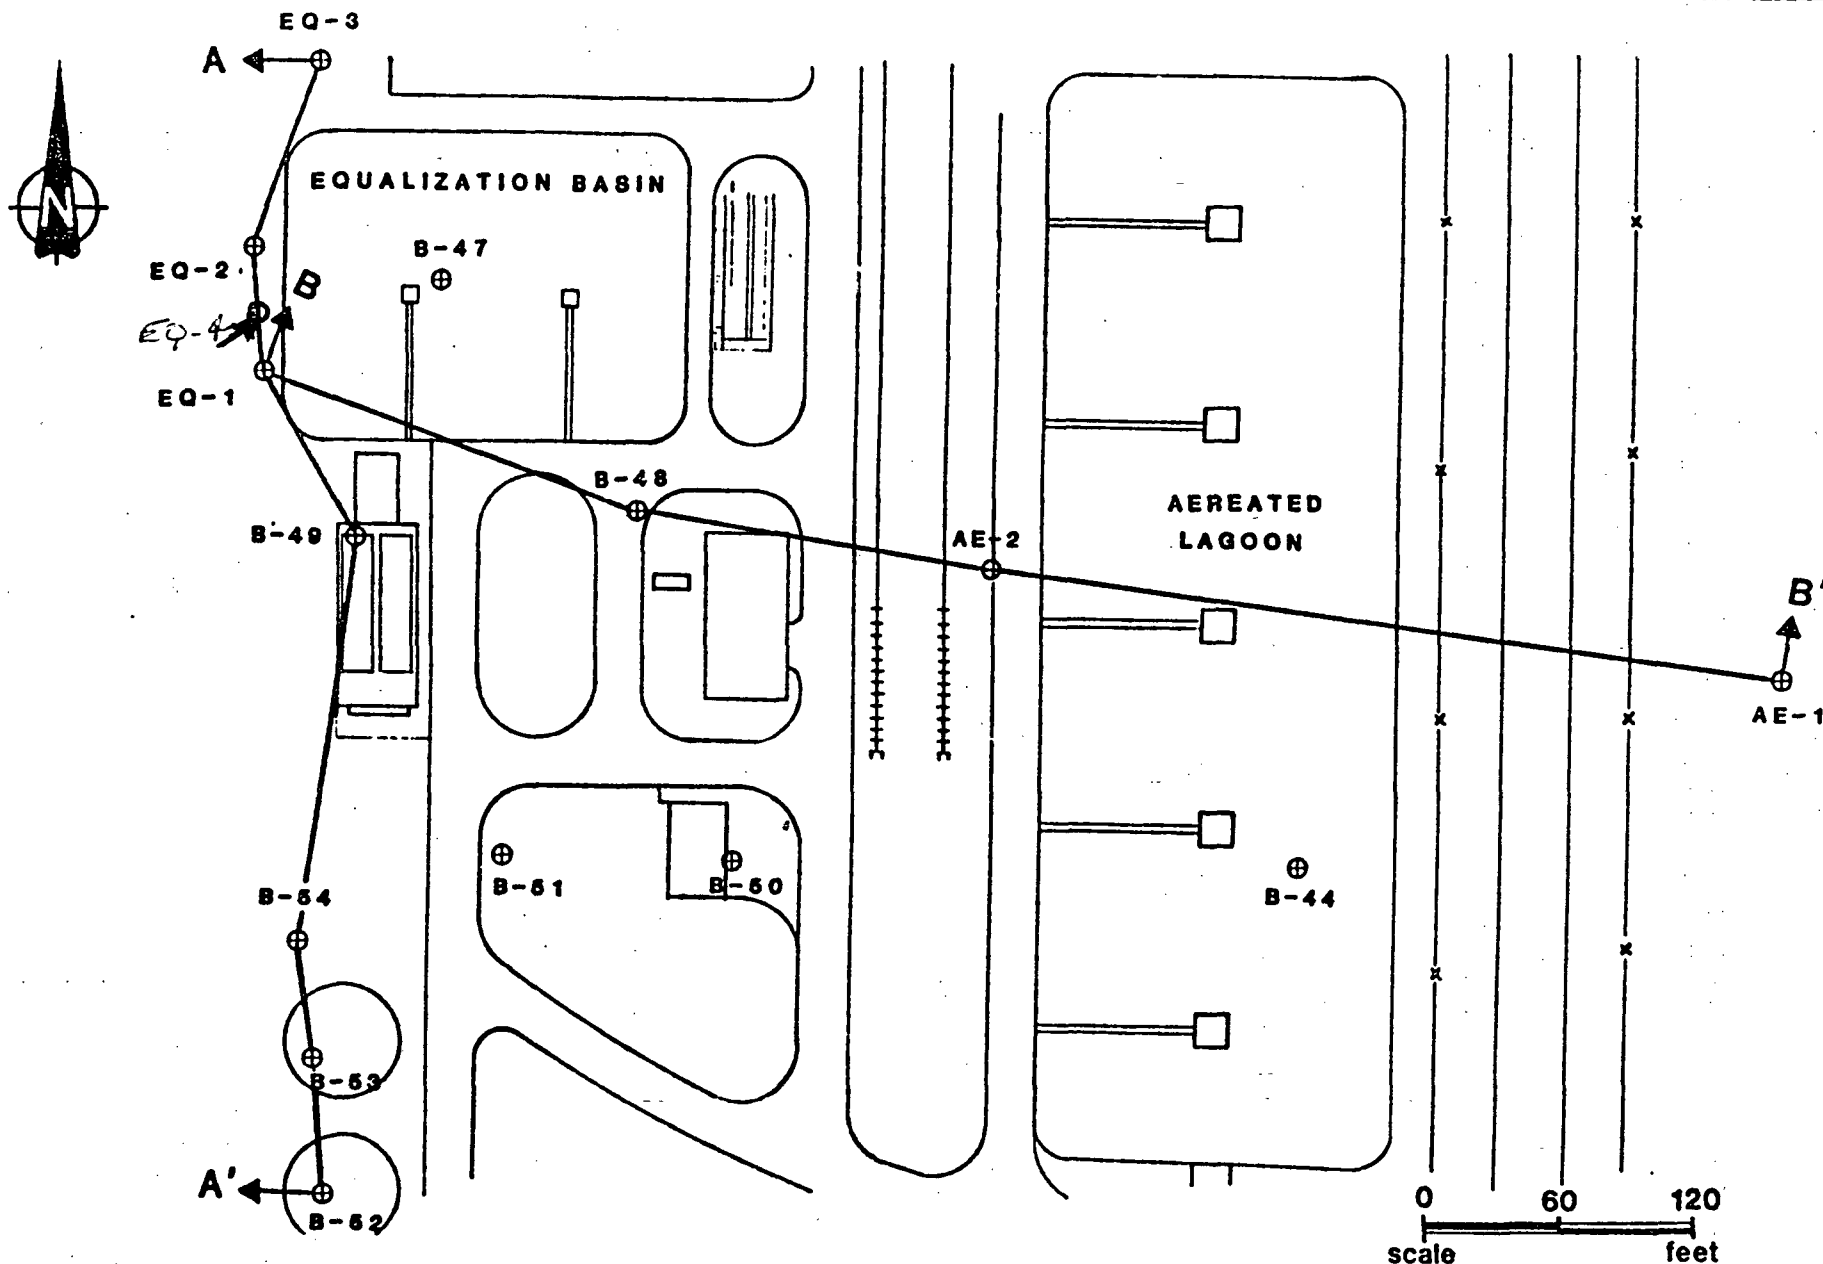 EQ-3
A
N
EQUALIZATION BASIN
B-47
EQ-2
B
EQ-4
EQ-1
B-48
B-49
AEREATED
LAGOON
AE-2
B'
AE-1
B-54
B-51
B-50
B-44
B-53
A'
B-52
0 60 120
scale feet